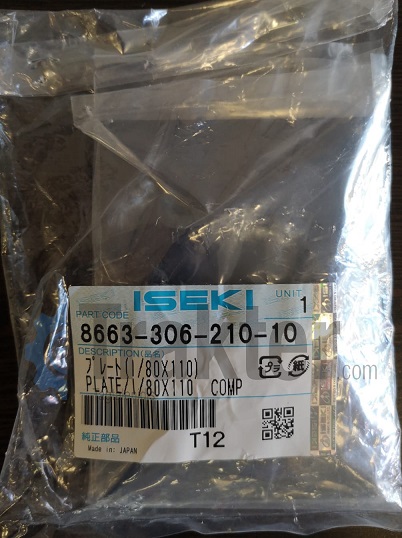 ISEKI
UNIT
1
PART CODE
8663-306-210-10
DESCRIPTION(品名)
プレート(1/80X110)
PLATE/1/80X110 COMP
プラ
紙
純正部品
T12
Made in: JAPAN
.com